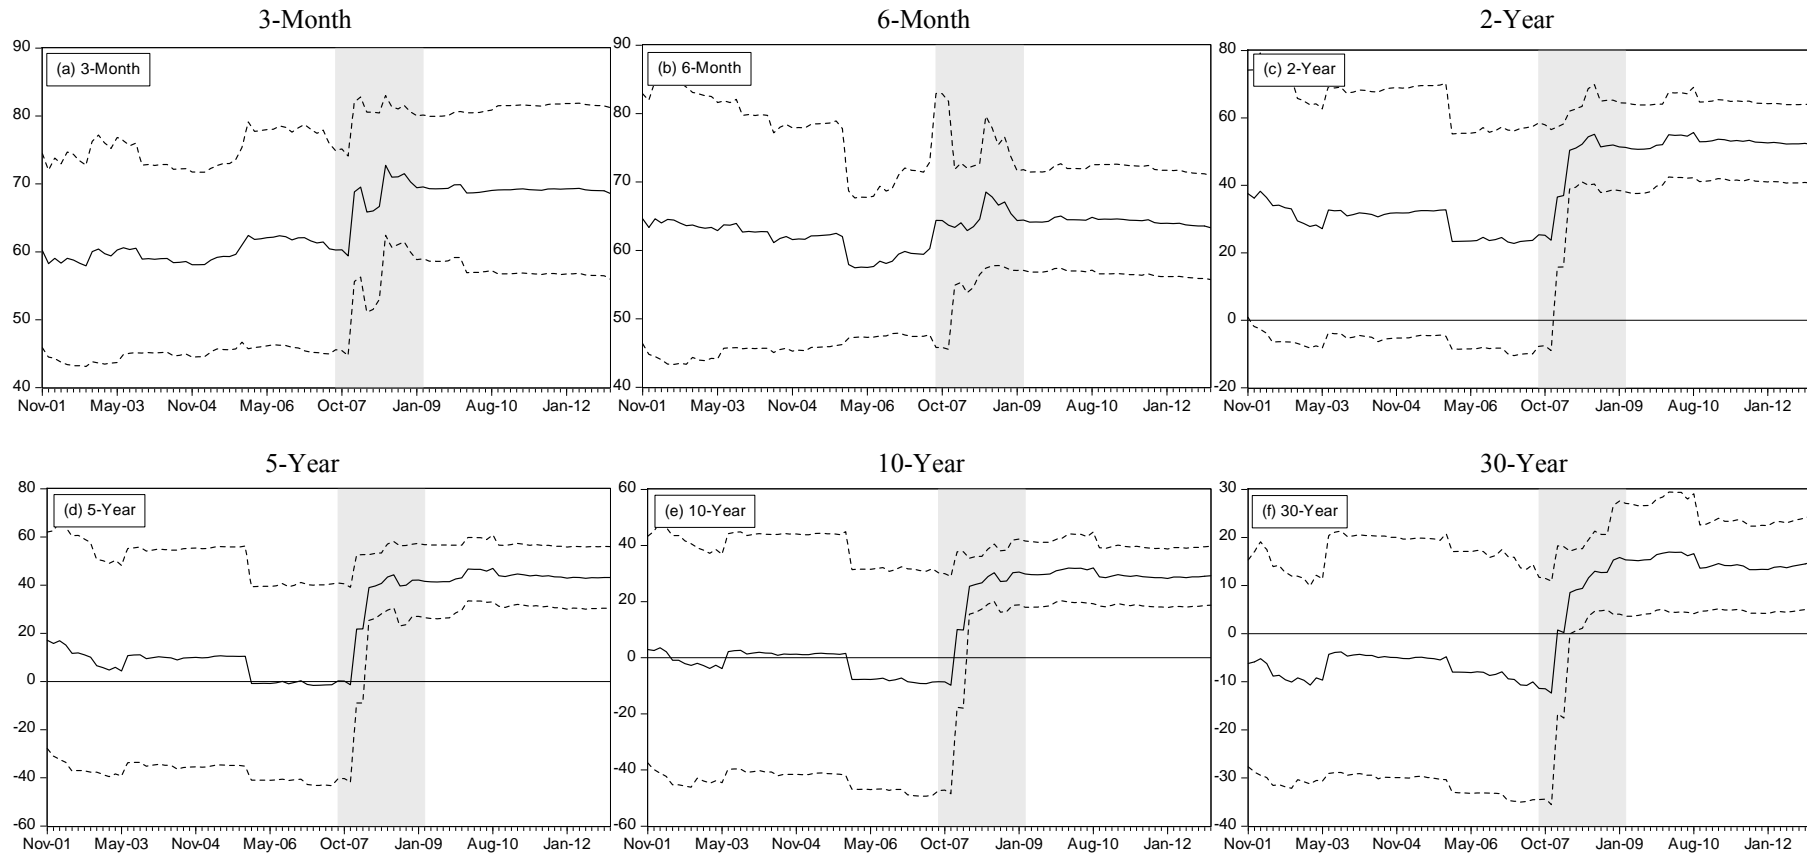 3-Month 6-Month 2-Year
(a) 3-Month
90
80
70
60
50
40
Nov-01 May-03 Nov-04 May-06 Oct-07 Jan-09 Aug-10 Jan-12
(b) 6-Month
90
80
70
60
50
40
Nov-01 May-03 Nov-04 May-06 Oct-07 Jan-09 Aug-10 Jan-12
(c) 2-Year
80
60
40
20
0
-20
Nov-01 May-03 Nov-04 May-06 Oct-07 Jan-09 Aug-10 Jan-12
5-Year 10-Year 30-Year
(d) 5-Year
80
60
40
20
0
-20
-40
-60
Nov-01 May-03 Nov-04 May-06 Oct-07 Jan-09 Aug-10 Jan-12
(e) 10-Year
60
40
20
0
-20
-40
-60
Nov-01 May-03 Nov-04 May-06 Oct-07 Jan-09 Aug-10 Jan-12
(f) 30-Year
30
20
10
0
-10
-20
-30
-40
Nov-01 May-03 Nov-04 May-06 Oct-07 Jan-09 Aug-10 Jan-12